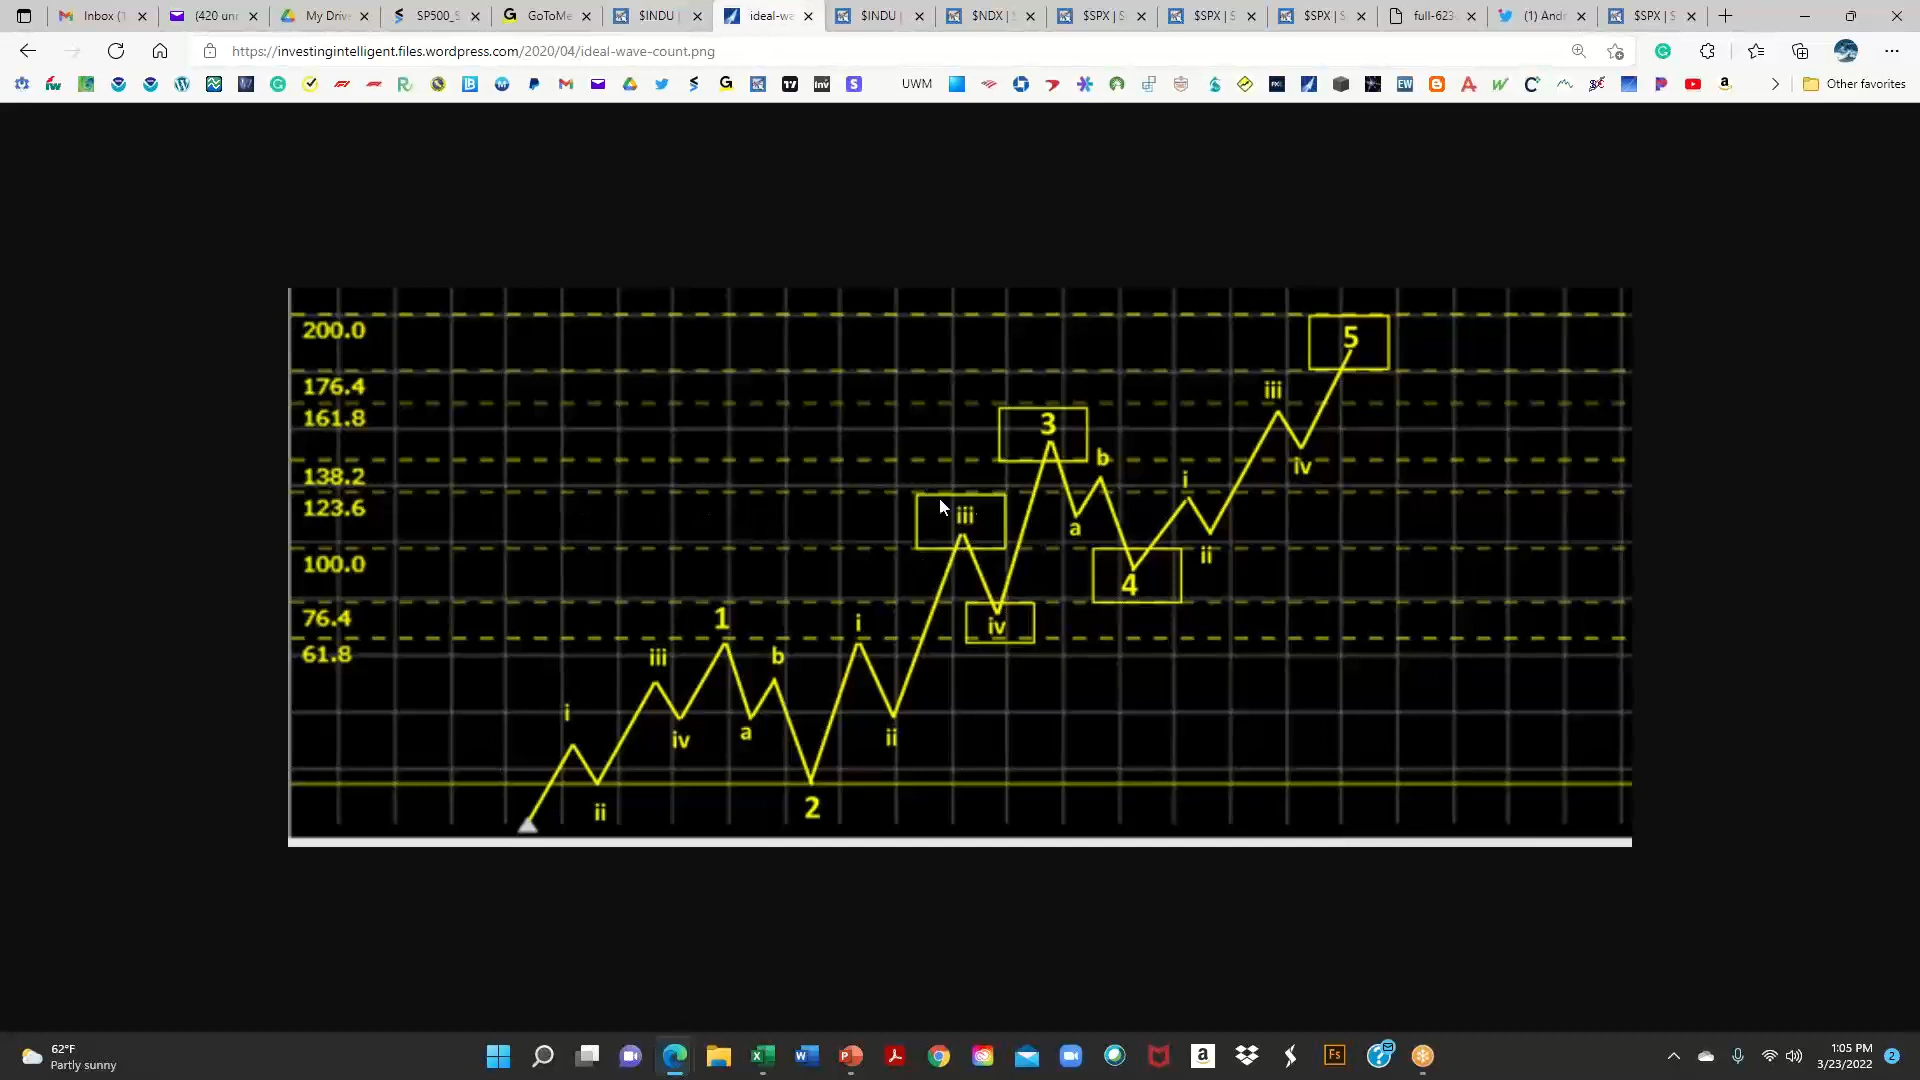 Inbox (1
(420 unr
My Drive
SP500_S
GoToMe
$INDU |
ideal-wa
$INDU |
$NDX | S
$SPX | S
$SPX | S
$SPX | S
full-623
(1) Andr
$SPX | S
https://investingintelligent.files.wordpress.com/2020/04/ideal-wave-count.png
UWM
Other favorites
200.0
176.4
161.8
138.2
123.6
100.0
76.4
61.8
i
ii
iii
iv
1
a
b
2
i
ii
iii
iv
3
a
b
4
i
ii
iii
iv
5
62°F
Partly sunny
1:05 PM
3/23/2022
2